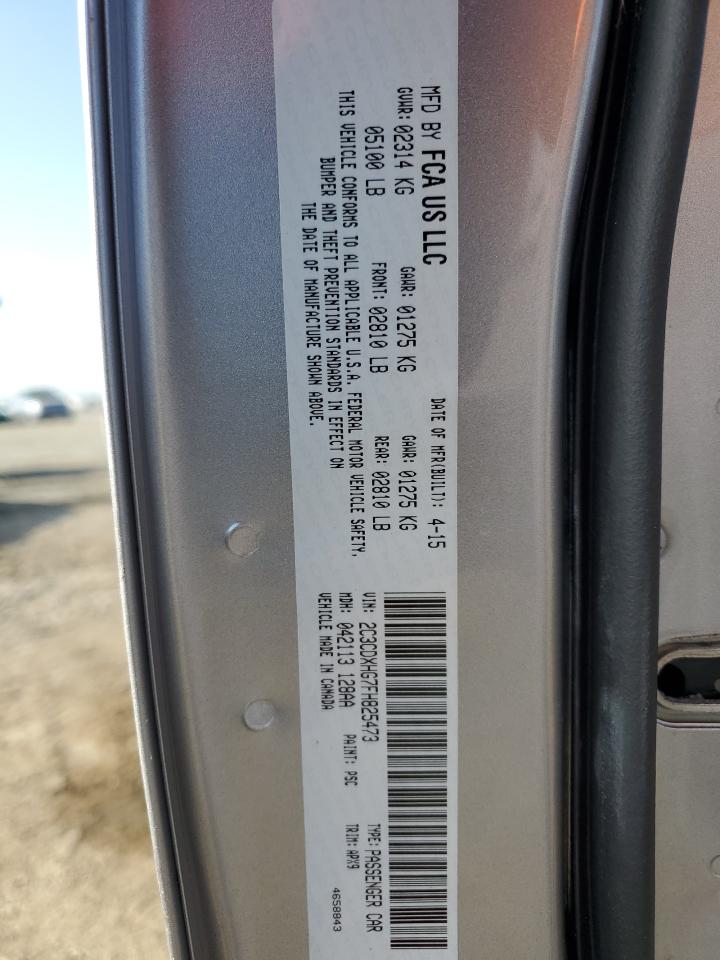 MFD BY FCA US LLC
DATE OF MFR(BUILT): 4-15
GVWR: 02314 KG GAWR: 01275 KG GAWR: 01275 KG
05100 LB FRONT: 02810 LB REAR: 02810 LB
THIS VEHICLE CONFORMS TO ALL APPLICABLE U.S.A. FEDERAL MOTOR VEHICLE SAFETY,
BUMPER AND THEFT PREVENTION STANDARDS IN EFFECT ON
THE DATE OF MANUFACTURE SHOWN ABOVE.
VIN: 2C3CDXHG7FH825473 TYPE: PASSENGER CAR
MDH: 042113 128AA PAINT: PSC TRIM: APX9
VEHICLE MADE IN CANADA 4658843